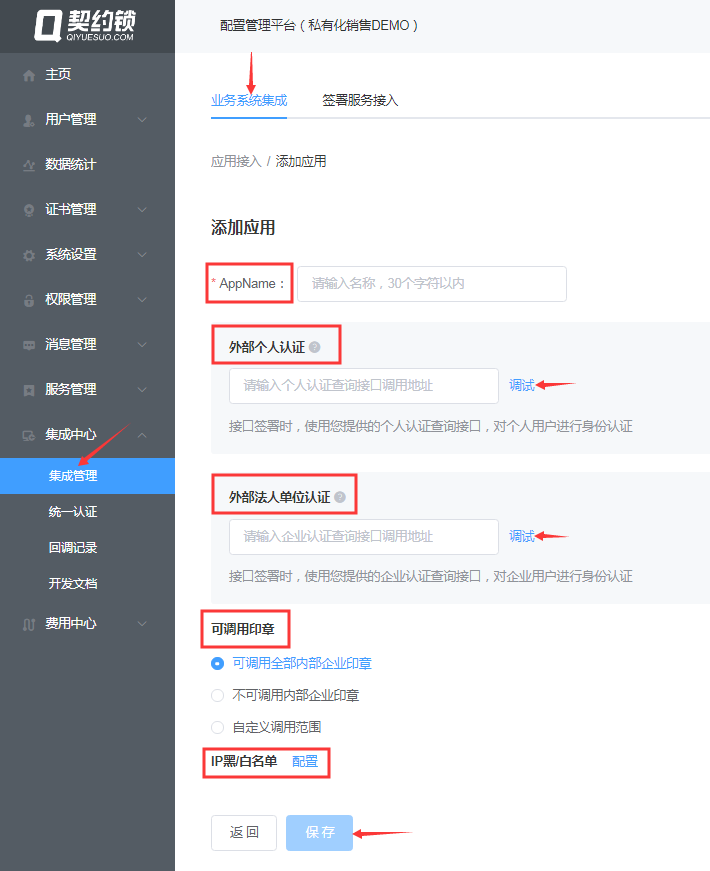 契约锁
QIYUESUO.COM
配置管理平台（私有化销售DEMO）
主页
用户管理
数据统计
证书管理
系统设置
权限管理
消息管理
服务管理
集成中心
集成管理
统一认证
回调记录
开发文档
费用中心
业务系统集成 签署服务接入
应用接入 / 添加应用
添加应用
* AppName： 请输入名称，30个字符以内
外部个人认证 ?
请输入个人认证查询接口调用地址 调试
接口签署时，使用您提供的个人认证查询接口，对个人用户进行身份认证
外部法人单位认证 ?
请输入企业认证查询接口调用地址 调试
接口签署时，使用您提供的企业认证查询接口，对企业用户进行身份认证
可调用印章
可调用全部内部企业印章
不可调用内部企业印章
自定义调用范围
IP黑/白名单 配置
返 回 保 存